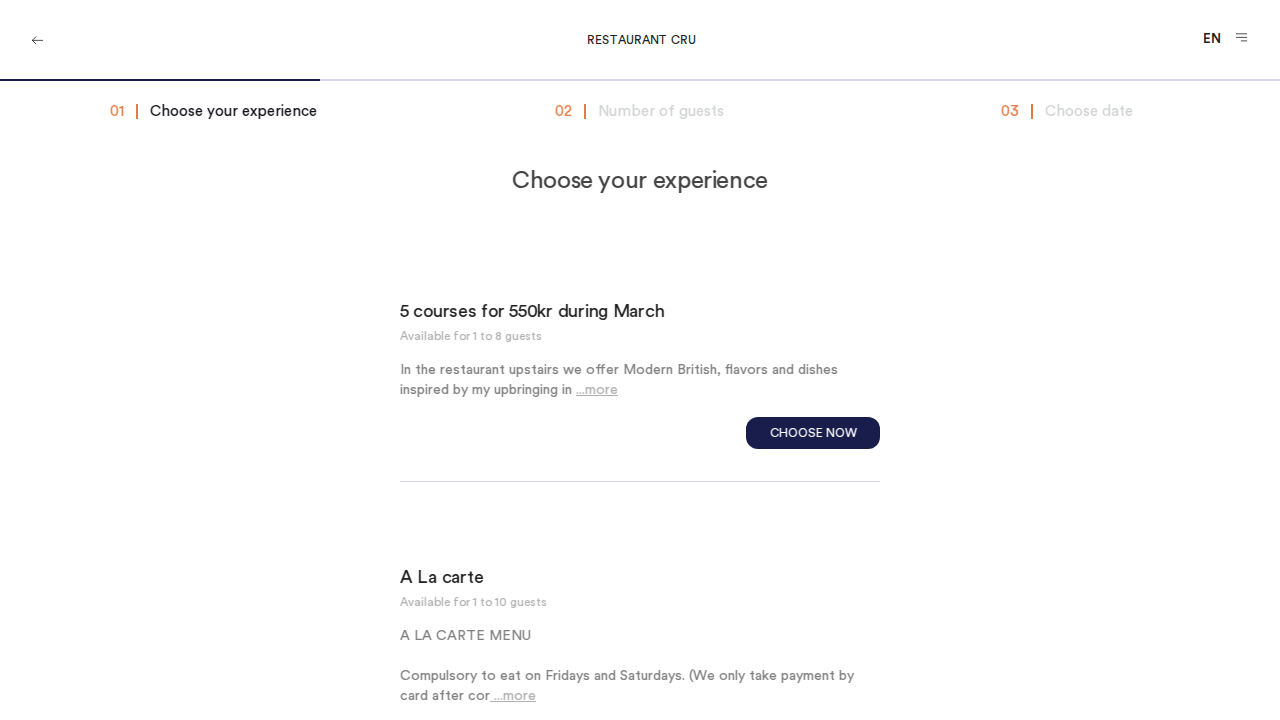 RESTAURANT CRU
EN
01 Choose your experience
02 Number of guests
03 Choose date
Choose your experience
5 courses for 550kr during March
Available for 1 to 8 guests
In the restaurant upstairs we offer Modern British, flavors and dishes
inspired by my upbringing in ...more
CHOOSE NOW
A La carte
Available for 1 to 10 guests
A LA CARTE MENU
Compulsory to eat on Fridays and Saturdays. (We only take payment by
card after cor ...more